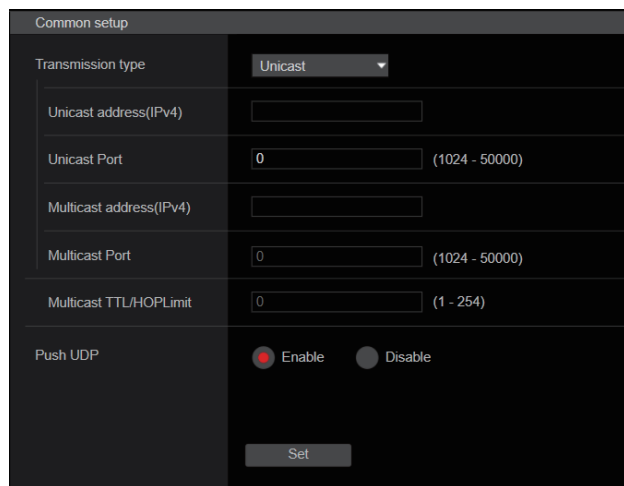 Common setup
Transmission type Unicast
Unicast address(IPv4)
Unicast Port 0 (1024 - 50000)
Multicast address(IPv4)
Multicast Port 0 (1024 - 50000)
Multicast TTL/HOPLimit 0 (1 - 254)
Push UDP Enable Disable
Set